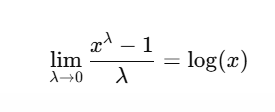 lim_{λ→0} (x^λ − 1)/λ = log(x)